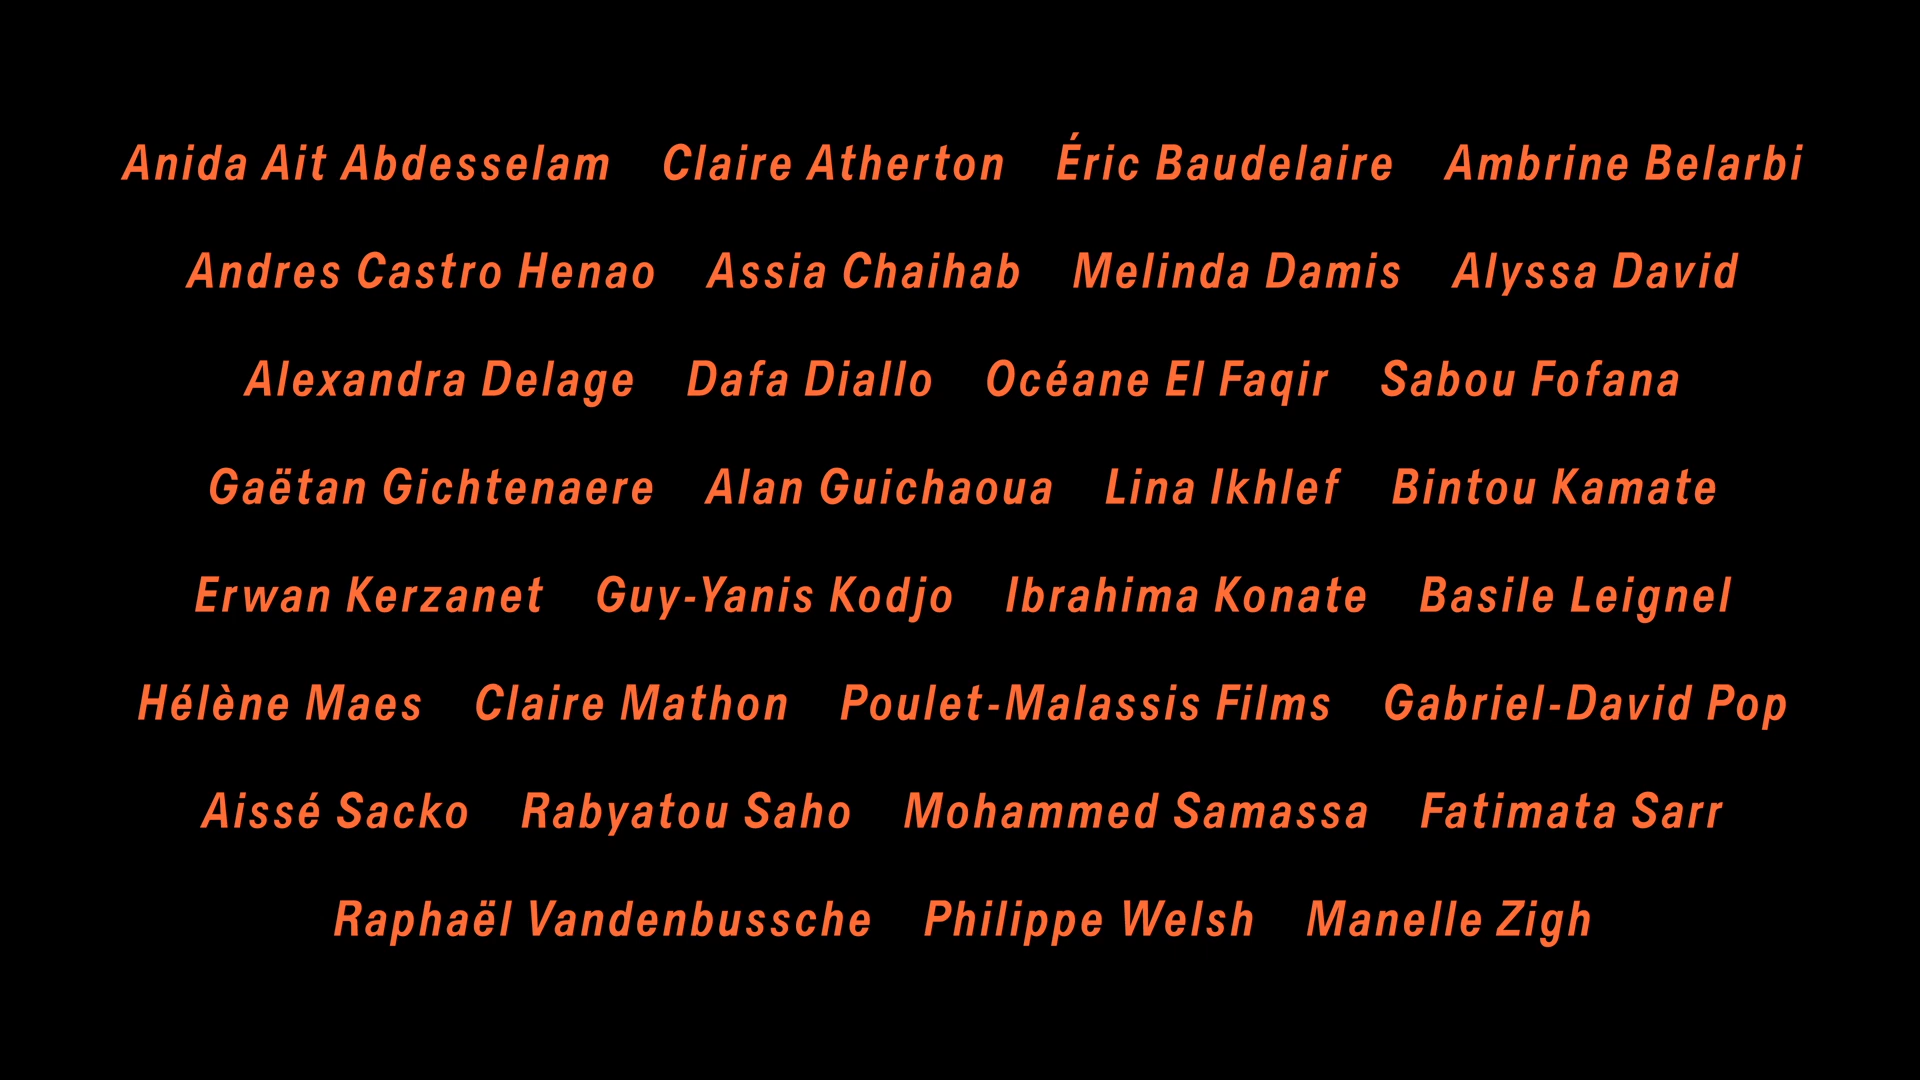 Anida Ait Abdesselam Claire Atherton Éric Baudelaire Ambrine Belarbi
Andres Castro Henao Assia Chaihab Melinda Damis Alyssa David
Alexandra Delage Dafa Diallo Océane El Faqir Sabou Fofana
Gaëtan Gichtenaere Alan Guichaoua Lina Ikhlef Bintou Kamate
Erwan Kerzanet Guy-Yanis Kodjo Ibrahima Konate Basile Leignel
Hélène Maes Claire Mathon Poulet-Malassis Films Gabriel-David Pop
Aissé Sacko Rabyatou Saho Mohammed Samassa Fatimata Sarr
Raphaël Vandenbussche Philippe Welsh Manelle Zigh